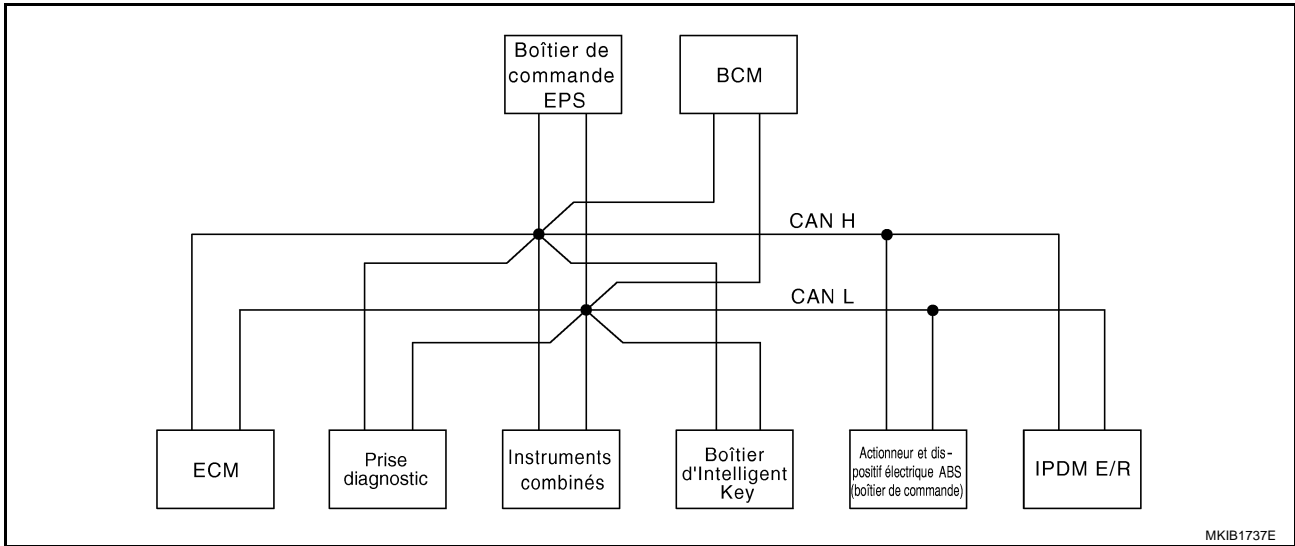 Boîtier de
commande
EPS
BCM
CAN H
CAN L
ECM
Prise
diagnostic
Instruments
combinés
Boîtier
d'Intelligent
Key
Actionneur et dis-
positif électrique ABS
(boîtier de commande)
IPDM E/R
MKIB1737E